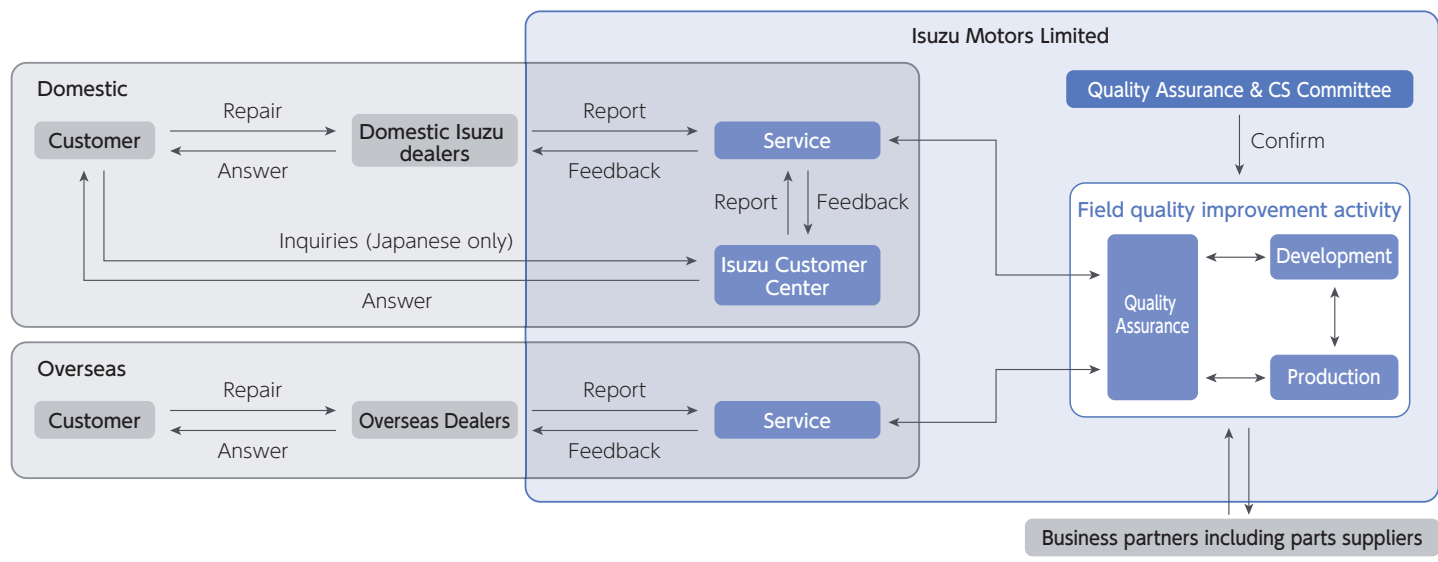 Isuzu Motors Limited
Domestic
Customer
Repair
Answer
Domestic Isuzu
dealers
Report
Feedback
Service
Report
Feedback
Inquiries (Japanese only)
Answer
Isuzu Customer
Center
Overseas
Customer
Repair
Answer
Overseas Dealers
Report
Feedback
Service
Quality Assurance & CS Committee
Confirm
Field quality improvement activity
Quality
Assurance
Development
Production
Business partners including parts suppliers